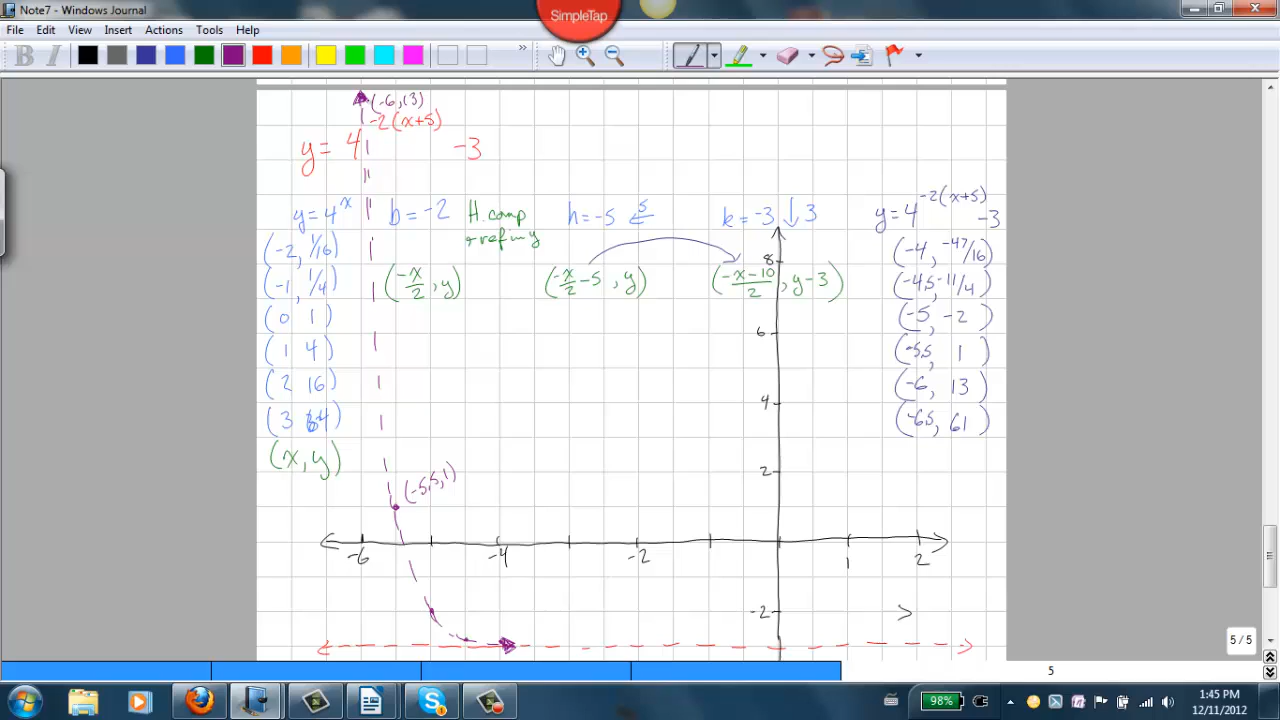 Note7 - Windows Journal
SimpleTap
File Edit View Insert Actions Tools Help
B I
(-6,13)
-2(x+5)
y= 4 -3
y=4^x b=-2 H.comp
+refin y
h=-5 5 k=-3 ↓3
-2(x+5)
y=4 -3
(-2, 1/16)
(-1, 1/4)
(0 1)
(1 4)
(2 16)
(3 64)
(x, y)
(-x/2, y)
(-x/2 -5, y)
(-x-10/2, y-3)
(-4, -47/16)
(-4.5, -11/4)
(-5, -2)
(-5.5, 1)
(-6, 13)
(-6.5, 61)
8
6
4
2
(-5.5,1)
-6 -4 -2 1 2
-2
5 / 5
5
98%
1:45 PM
12/11/2012